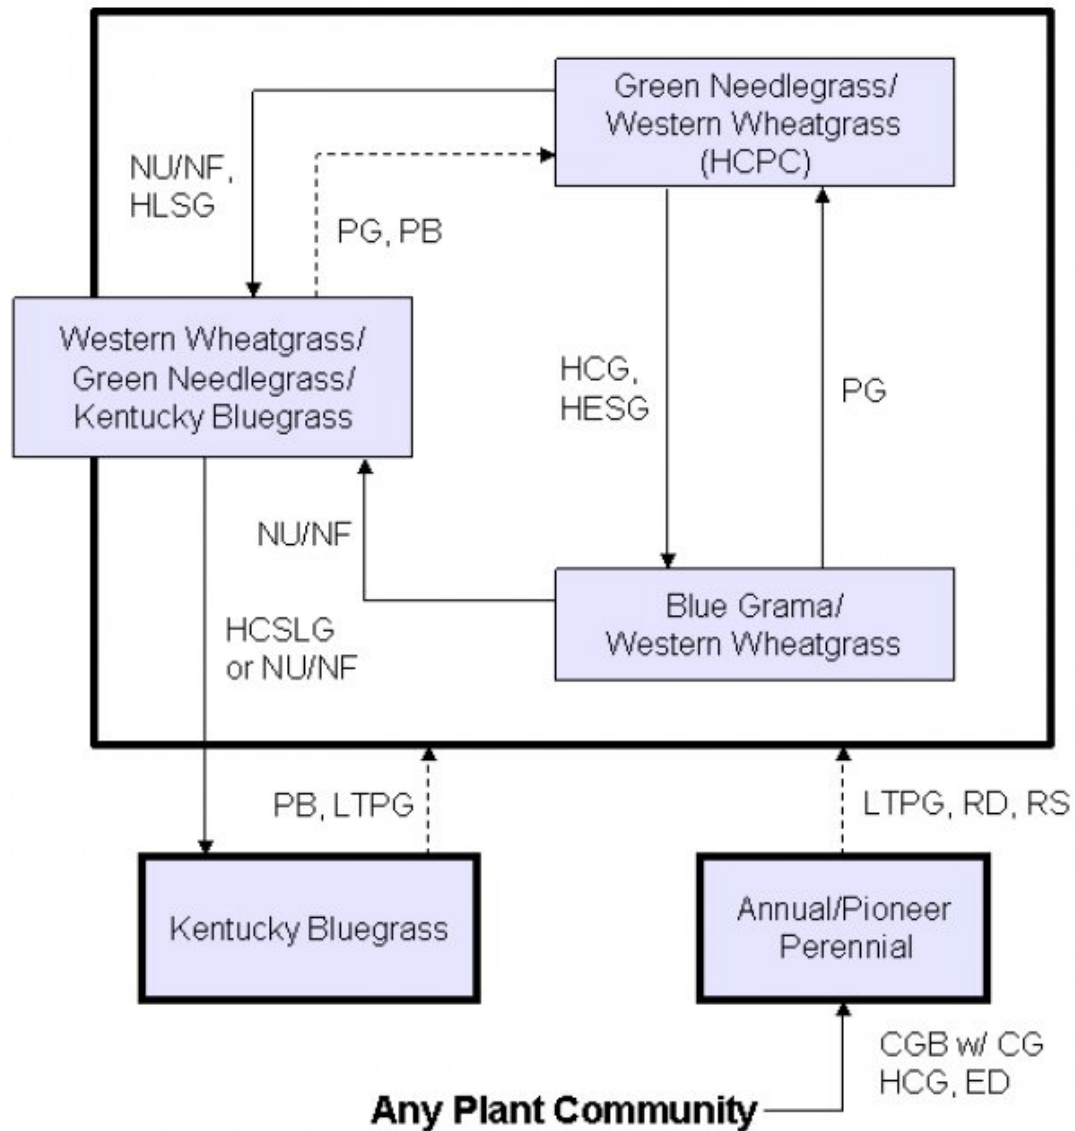 Green Needlegrass/
Western Wheatgrass
(HCPC)
NU/NF,
HLSG
PG, PB
Western Wheatgrass/
Green Needlegrass/
Kentucky Bluegrass
HCG,
HESG
PG
NU/NF
Blue Grama/
Western Wheatgrass
HCSLG
or NU/NF
PB, LTPG
LTPG, RD, RS
Kentucky Bluegrass
Annual/Pioneer
Perennial
CGB w/ CG
HCG, ED
Any Plant Community